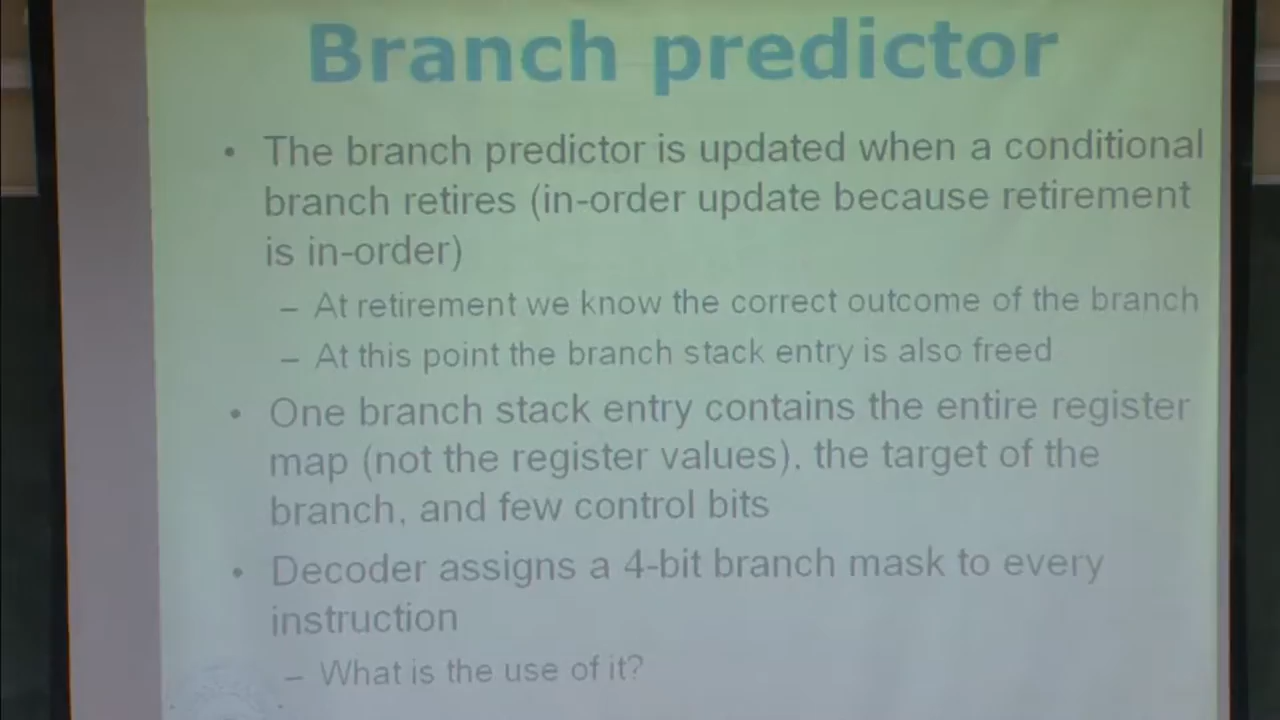 Branch predictor
• The branch predictor is updated when a conditional
branch retires (in-order update because retirement
is in-order)
– At retirement we know the correct outcome of the branch
– At this point the branch stack entry is also freed
• One branch stack entry contains the entire register
map (not the register values), the target of the
branch, and few control bits
• Decoder assigns a 4-bit branch mask to every
instruction
– What is the use of it?